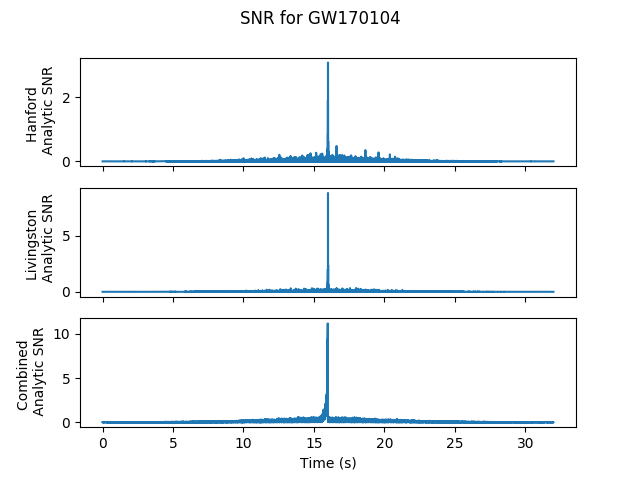 SNR for GW170104
Hanford
Analytic SNR
2
0
Livingston
Analytic SNR
5
0
Combined
Analytic SNR
10
5
0
0 5 10 15 20 25 30
Time (s)